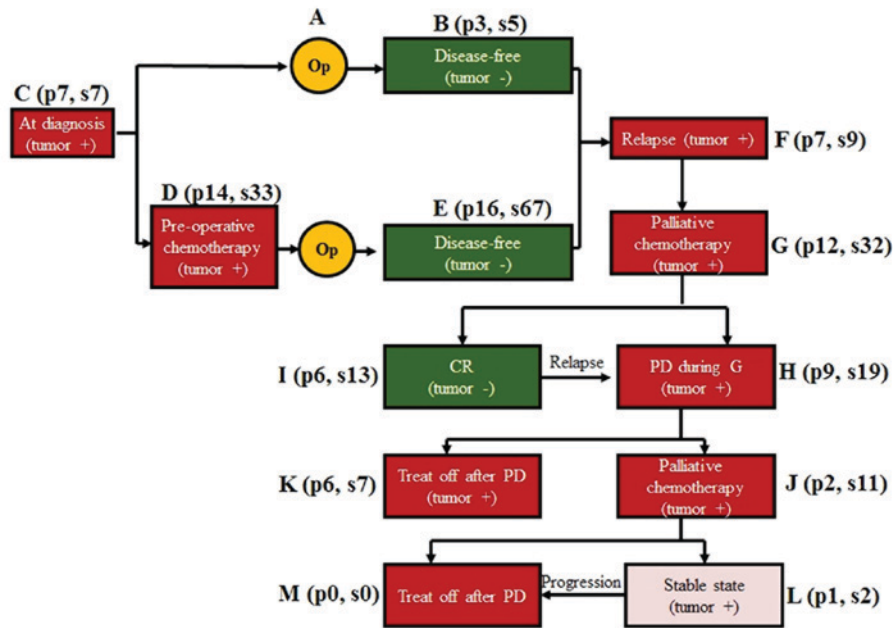 A
Op
B (p3, s5)
Disease-free
(tumor -)
C (p7, s7)
At diagnosis
(tumor +)
Relapse (tumor +)
F (p7, s9)
D (p14, s33)
Pre-operative
chemotherapy
(tumor +)
Op
E (p16, s67)
Disease-free
(tumor -)
Palliative
chemotherapy
(tumor +)
G (p12, s32)
I (p6, s13)
CR
(tumor -)
Relapse
PD during G
(tumor +)
H (p9, s19)
K (p6, s7)
Treat off after PD
(tumor +)
Palliative
chemotherapy
(tumor +)
J (p2, s11)
M (p0, s0)
Treat off after PD
Progression
Stable state
(tumor +)
L (p1, s2)